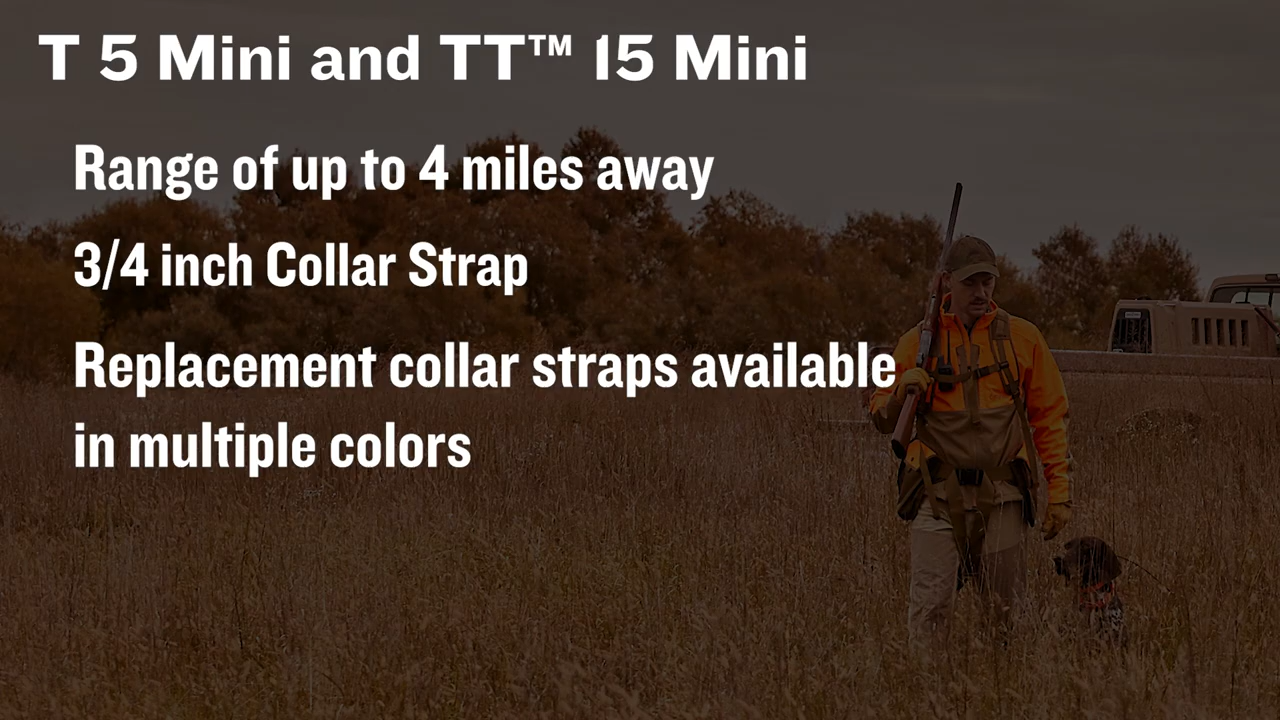 T 5 Mini and TT™ 15 Mini
Range of up to 4 miles away
3/4 inch Collar Strap
Replacement collar straps available
in multiple colors